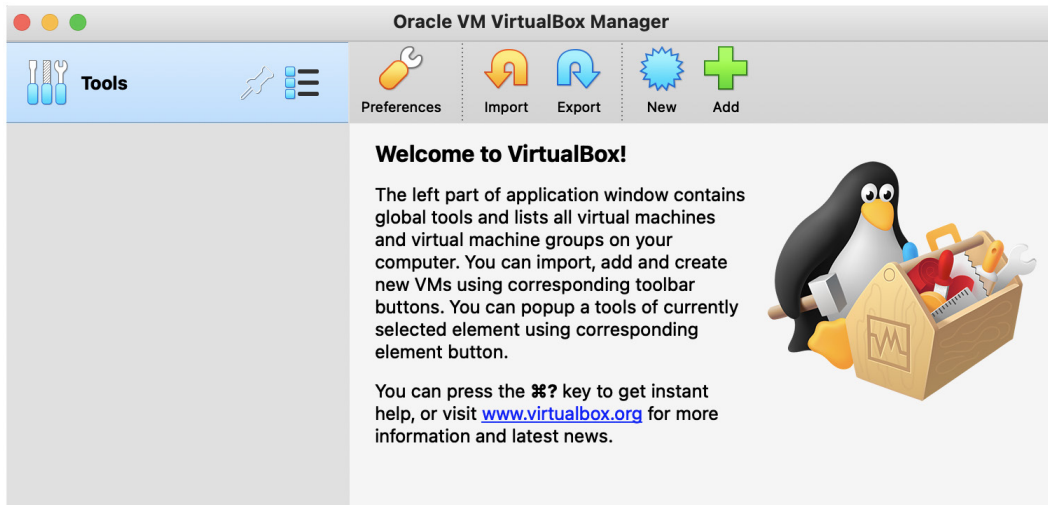 Oracle VM VirtualBox Manager
Tools
Preferences
Import
Export
New
Add
Welcome to VirtualBox!
The left part of application window contains
global tools and lists all virtual machines
and virtual machine groups on your
computer. You can import, add and create
new VMs using corresponding toolbar
buttons. You can popup a tools of currently
selected element using corresponding
element button.
You can press the ⌘? key to get instant
help, or visit www.virtualbox.org for more
information and latest news.